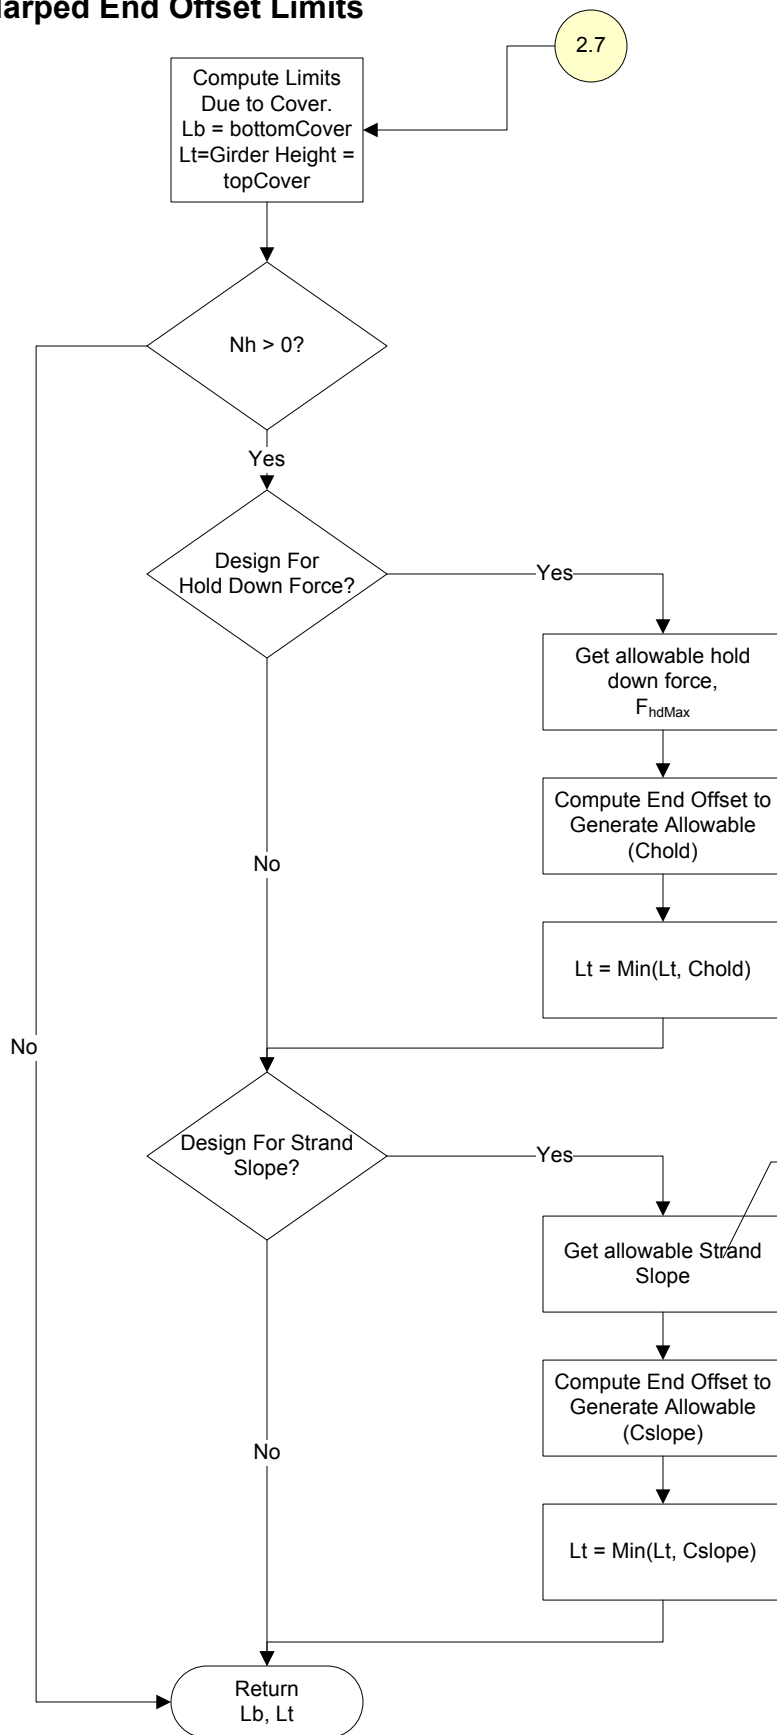 Harped End Offset Limits
2.7
Compute Limits
Due to Cover.
Lb = bottomCover
Lt=Girder Height =
topCover
Nh > 0?
Yes
Design For
Hold Down Force?
Yes
Get allowable hold
down force,
FhdMax
Compute End Offset to
Generate Allowable
(Chold)
No
Lt = Min(Lt, Chold)
No
Design For Strand
Slope?
Yes
Get allowable Strand
Slope
Compute End Offset to
Generate Allowable
(Cslope)
No
Lt = Min(Lt, Cslope)
Return
Lb, Lt